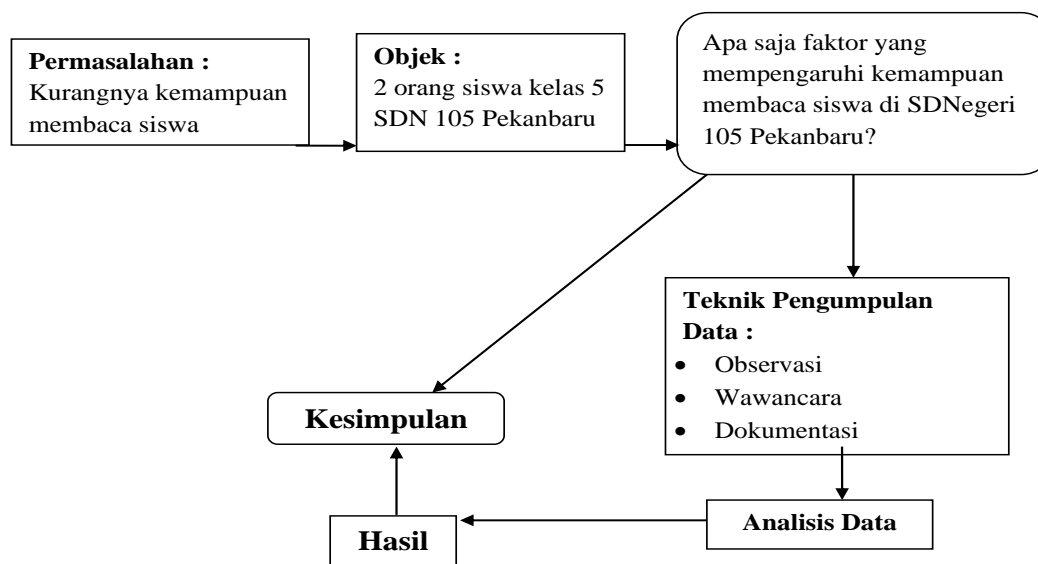 Permasalahan :
Kurangnya kemampuan
membaca siswa
Objek :
2 orang siswa kelas 5
SDN 105 Pekanbaru
Apa saja faktor yang
mempengaruhi kemampuan
membaca siswa di SDNegeri
105 Pekanbaru?
Teknik Pengumpulan
Data :
• Observasi
• Wawancara
• Dokumentasi
Analisis Data
Hasil
Kesimpulan